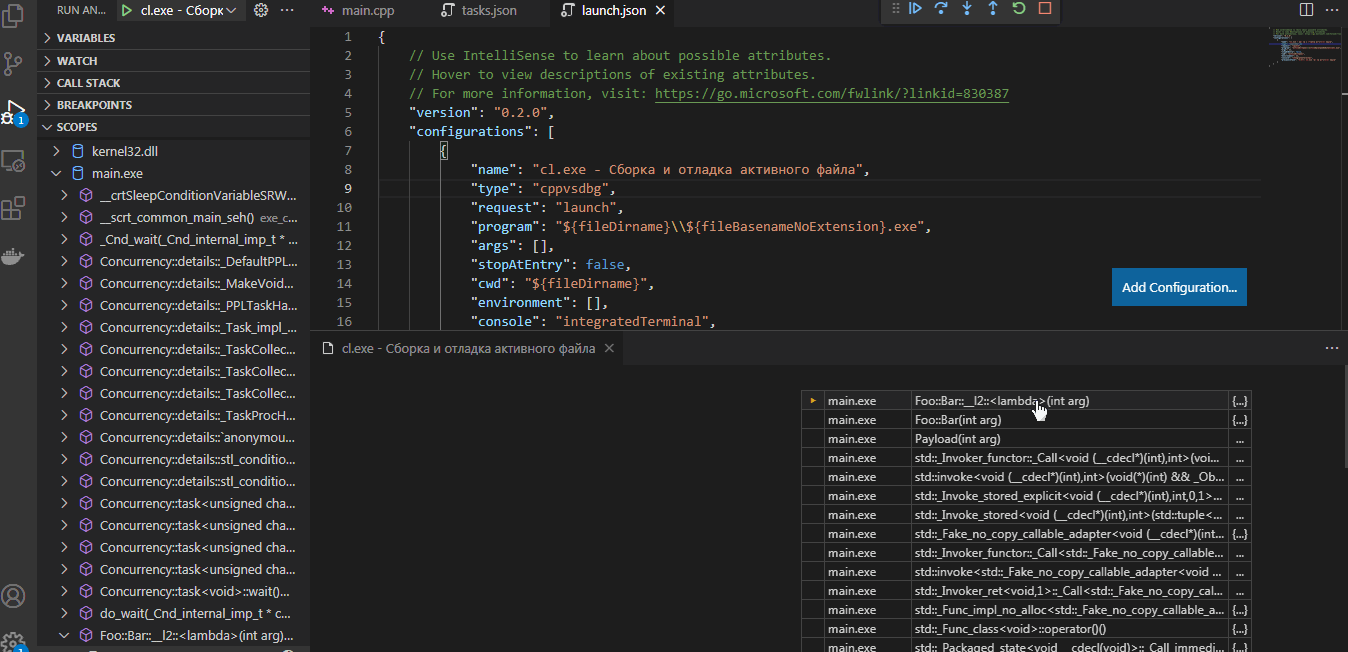 RUN AN...
cl.exe - Сборк
main.cpp
tasks.json
launch.json
VARIABLES
WATCH
CALL STACK
BREAKPOINTS
SCOPES
kernel32.dll
main.exe
__crtSleepConditionVariableSRW...
__scrt_common_main_seh() exe_c...
_Cnd_wait(_Cnd_internal_imp_t * ...
Concurrency::details::_DefaultPPL...
Concurrency::details::_MakeVoid...
Concurrency::details::_PPLTaskHa...
Concurrency::details::_Task_impl_...
Concurrency::details::_TaskCollec...
Concurrency::details::_TaskCollec...
Concurrency::details::_TaskCollec...
Concurrency::details::_TaskProcH...
Concurrency::details::`anonymou...
Concurrency::details::stl_conditio...
Concurrency::details::stl_conditio...
Concurrency::task<unsigned cha...
Concurrency::task<unsigned cha...
Concurrency::task<unsigned cha...
Concurrency::task<unsigned cha...
Concurrency::task<void>::wait()...
do_wait(_Cnd_internal_imp_t * c...
Foo::Bar::__l2::<lambda>(int arg)...
1
1
1 {
2 // Use IntelliSense to learn about possible attributes.
3 // Hover to view descriptions of existing attributes.
4 // For more information, visit: https://go.microsoft.com/fwlink/?linkid=830387
5 "version": "0.2.0",
6 "configurations": [
7 {
8 "name": "cl.exe - Сборка и отладка активного файла",
9 "type": "cppvsdbg",
10 "request": "launch",
11 "program": "${fileDirname}\\${fileBasenameNoExtension}.exe",
12 "args": [],
13 "stopAtEntry": false,
14 "cwd": "${fileDirname}",
15 "environment": [],
16 "console": "integratedTerminal",
Add Configuration...
cl.exe - Сборка и отладка активного файла
main.exe Foo::Bar::__l2::<lambda>(int arg) {...}
main.exe Foo::Bar(int arg) {...}
main.exe Payload(int arg) ...
main.exe std::_Invoker_functor::_Call<void (__cdecl*)(int),int>(voi... ...
main.exe std::invoke<void (__cdecl*)(int),int>(void(*)(int) && _Ob... ...
main.exe std::_Invoke_stored_explicit<void (__cdecl*)(int),int,0,1>... ...
main.exe std::_Invoke_stored<void (__cdecl*)(int),int>(std::tuple<... ...
main.exe std::_Fake_no_copy_callable_adapter<void (__cdecl*)(int... {...}
main.exe std::_Invoker_functor::_Call<std::_Fake_no_copy_callable... ...
main.exe std::invoke<std::_Fake_no_copy_callable_adapter<void ... ...
main.exe std::_Invoker_ret<void,1>::_Call<std::_Fake_no_copy_cal... ...
main.exe std::_Func_impl_no_alloc<std::_Fake_no_copy_callable_a... {...}
main.exe std::_Func_class<void>::operator()() {...}
main.exe std::_Packaged_state<void __cdecl(void)>::_Call_immedi... {...}